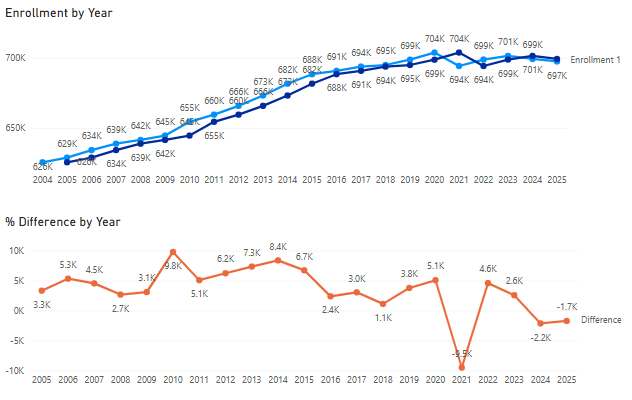 Enrollment by Year
704K 704K
701K 699K
699K 699K
695K
694K
691K
688K
700K
Enrollment 1
682K 682K
673K 673K
666K 666K
660K 660K
655K
645K 645K
642K
639K
634K
629K
688K 691K 694K 695K 699K 694K 694K 699K 701K 697K
650K
655K
642K
639K
634K
626K 626K
2004 2005 2006 2007 2008 2009 2010 2011 2012 2013 2014 2015 2016 2017 2018 2019 2020 2021 2022 2023 2024 2025
% Difference by Year
10K
9.8K
8.4K
7.3K
6.7K
6.2K
5.3K
4.5K
3.1K
3.0K
3.8K
5.1K
4.6K
2.6K
5K
5.1K
3.3K
2.7K
2.4K
1.1K
-1.7K
0K
Difference
-2.2K
-5K
-9.5K
-10K
2005 2006 2007 2008 2009 2010 2011 2012 2013 2014 2015 2016 2017 2018 2019 2020 2021 2022 2023 2024 2025